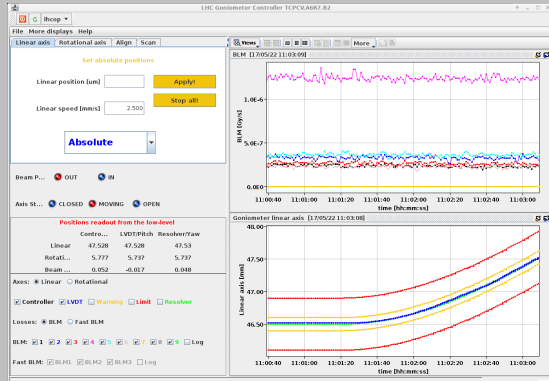 LHC Goniometer Controller TCPCV.A6R7.B2
lhcop
File More displays Help
Linear axis Rotational axis Align Scan
Set absolute positions
Linear position [um] Apply!
Linear speed [mm/s] 2.500 Stop all!
Absolute
Beam P... OUT IN
Axis St... CLOSED MOVING OPEN
Positions readout from the low-level
Contro... LVDT/Pitch Resolver/Yaw
Linear 47.528 47.528 47.53
Rotati... 5.777 5.737 5.737
Beam ... 0.052 -0.017 0.048
Axes: Linear Rotational
Controller LVDT Warning Limit Resolver
Losses: BLM Fast BLM
BLM: 1 2 3 4 5 6 7 8 9 Log
Fast BLM: BLM1 BLM2 BLM3 Log
Views More
BLM [17/05/22 11:03:09]
BLM [Gy/s]
1.0E-6
5.0E-7
0.0E0
11:00:40 11:01:00 11:01:20 11:01:40 11:02:00 11:02:20 11:02:40 11:03:00
time [hh:mm:ss]
Goniometer linear axis [17/05/22 11:03:08]
Linear axis [mm]
48.00
47.50
47.00
46.50
11:00:40 11:01:00 11:01:20 11:01:40 11:02:00 11:02:20 11:02:40 11:03:00
time [hh:mm:ss]